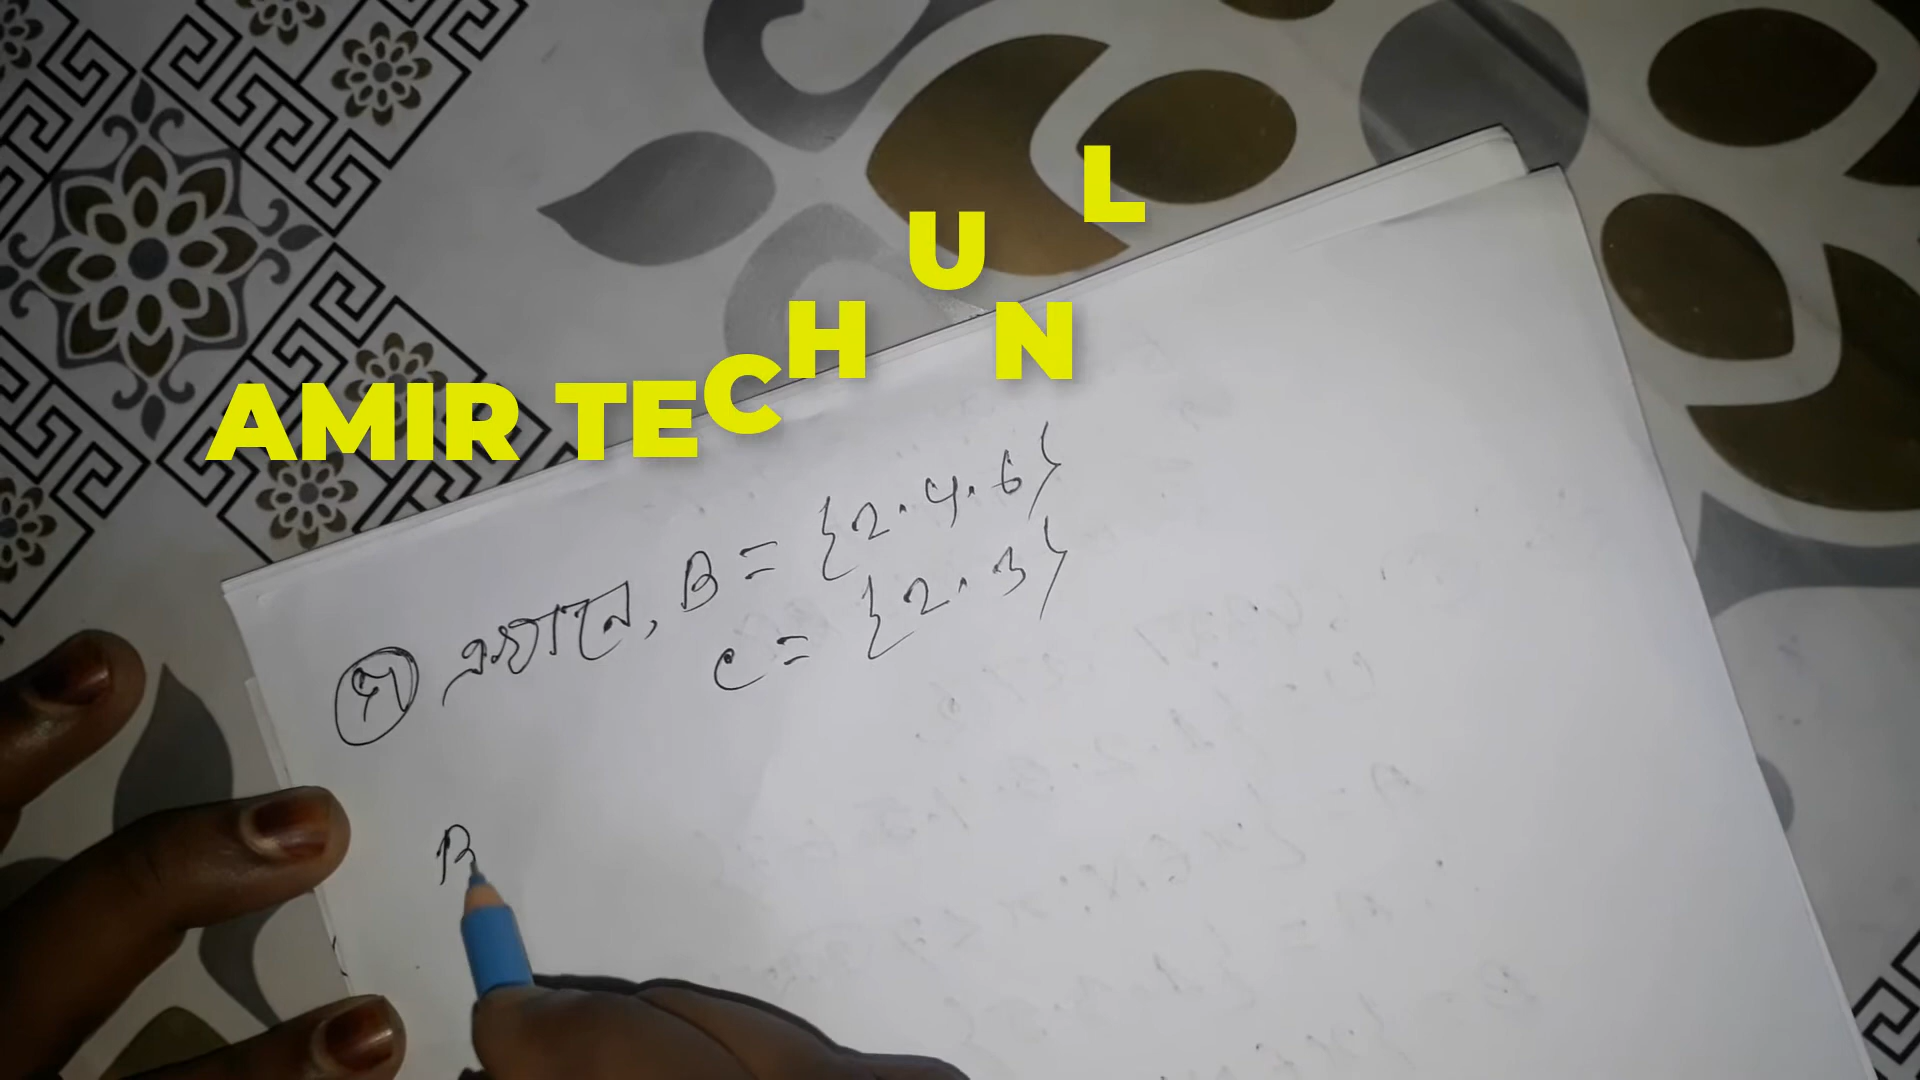 AMIR TECHUNL
এখানে, B = {2.4.6}
C = {2.3}
B